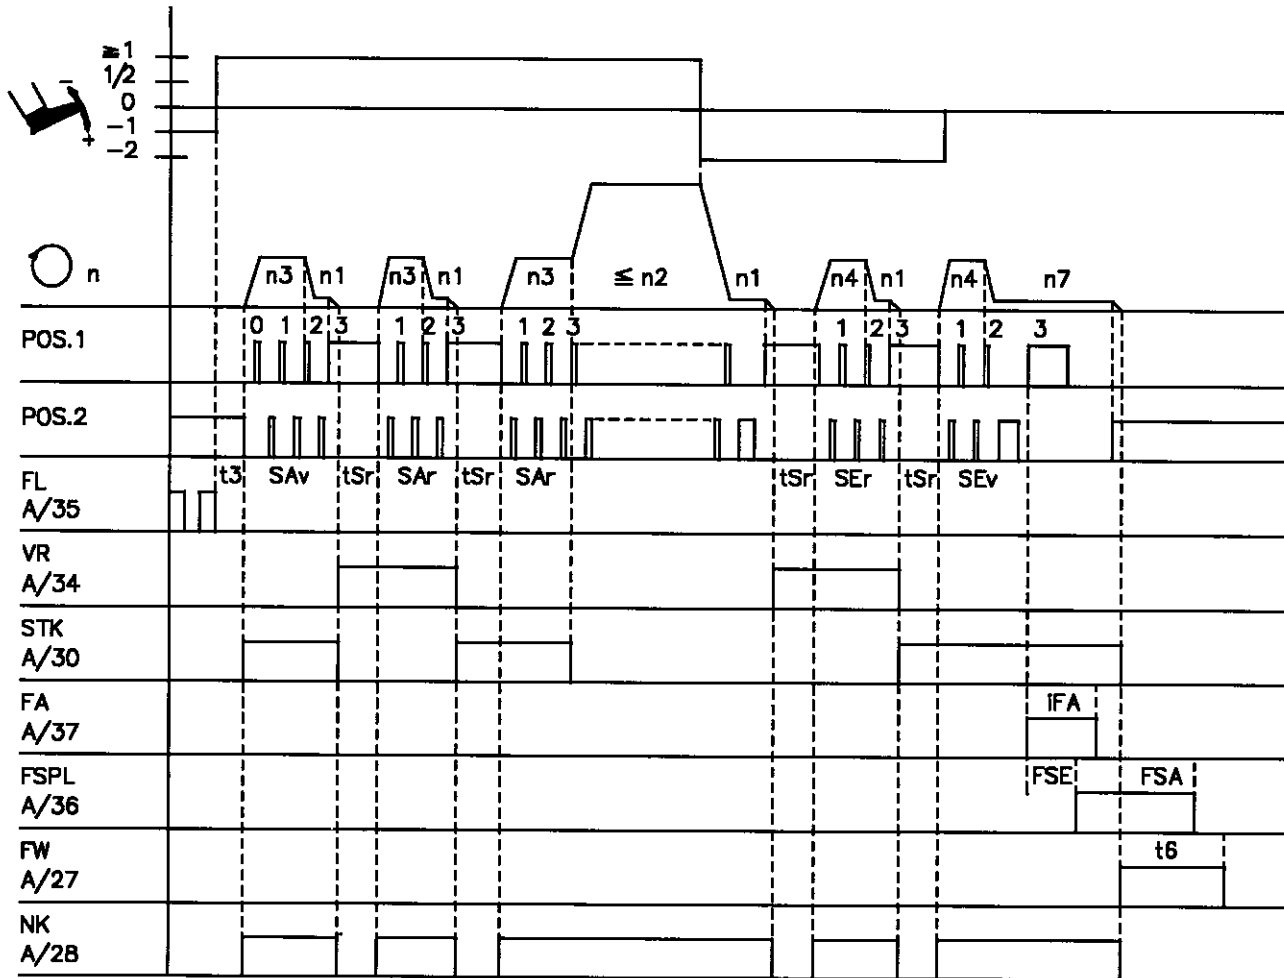 ≧1
1/2
0
-1
-2
−
+
n
n3 n1 n3 n1 n3 ≦ n2 n1 n4 n1 n4 n7
POS.1
0 1 2 3 1 2 3 1 2 3 1 2 3 1 2 3
POS.2
FL
A/35
t3 SAv tSr SAr tSr SAr tSr SEr tSr SEv
VR
A/34
STK
A/30
FA
A/37
iFA
FSPL
A/36
FSE FSA
FW
A/27
t6
NK
A/28